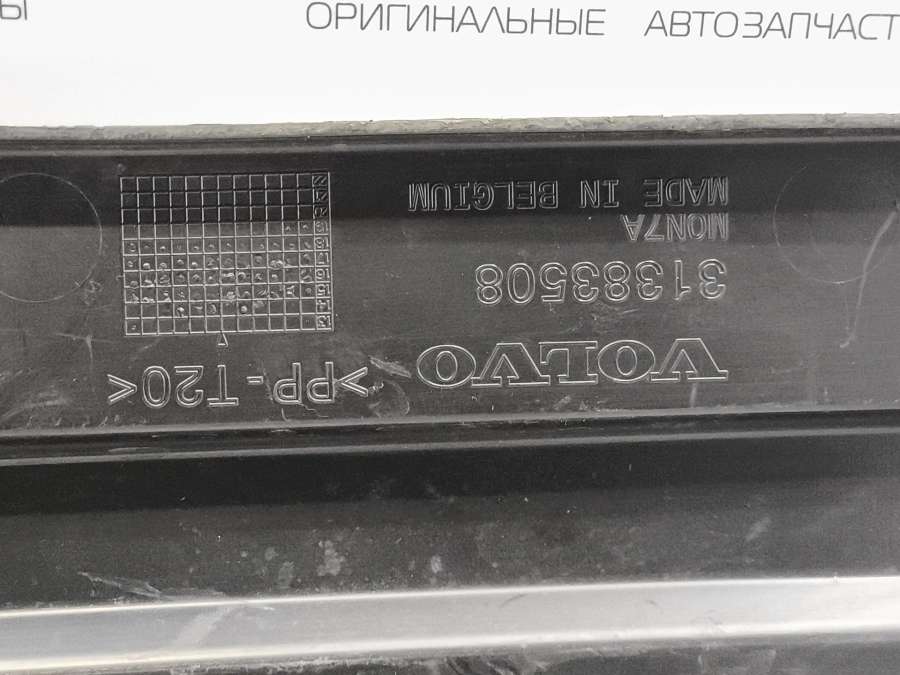 Ы ОРИГИНАЛЬНЫЕ АВТОЗАПЧАСТ
VOLVO
>PP-T20<
31383508
MON7A
MADE IN BELGIUM